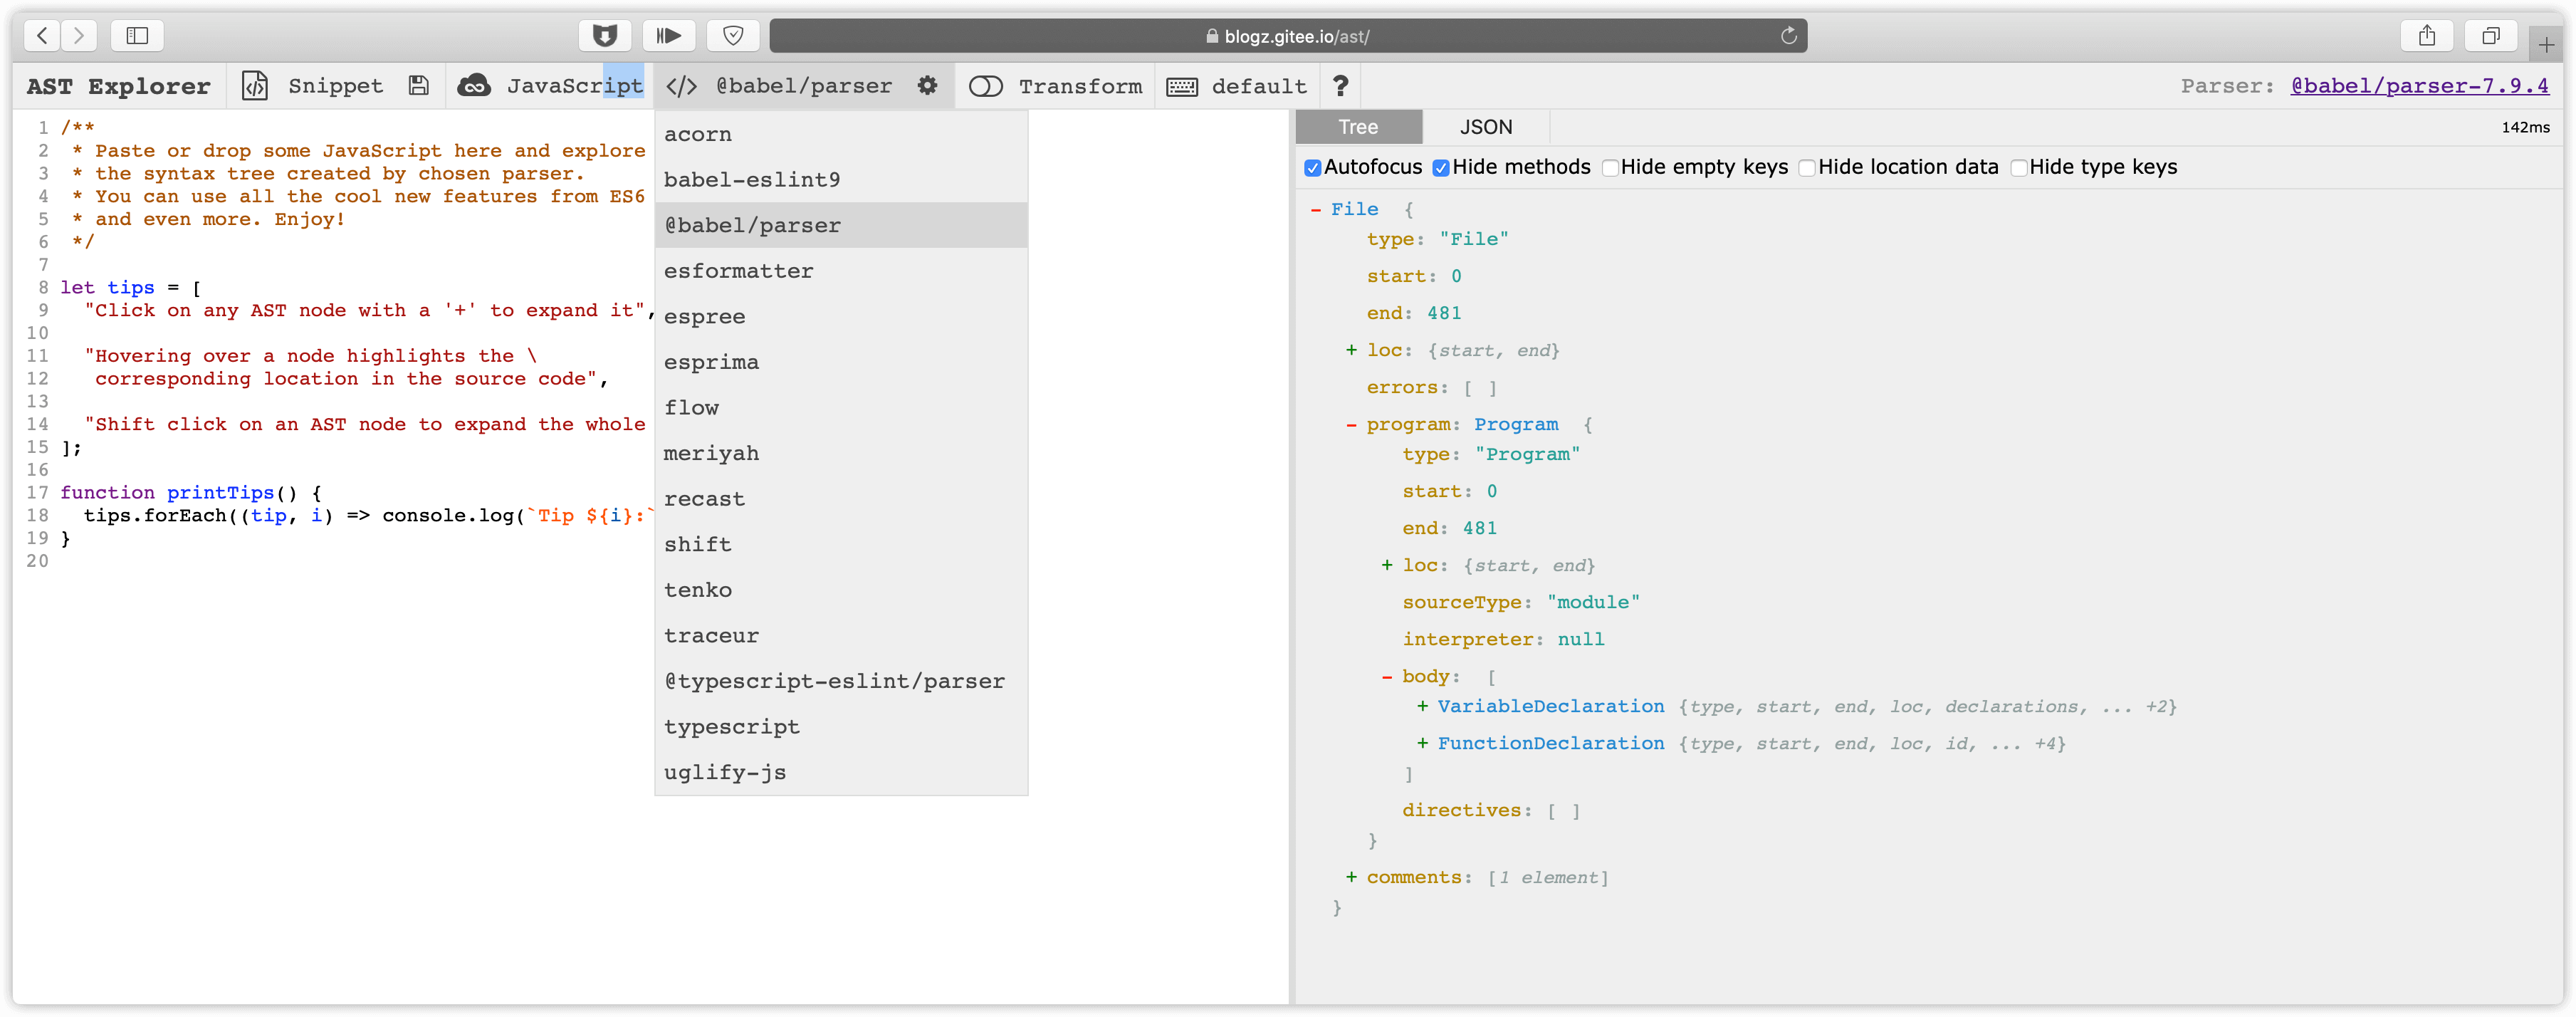 blogz.gitee.io/ast/
AST Explorer Snippet JavaScript </> @babel/parser Transform default ? Parser: @babel/parser-7.9.4
1 /**
2 * Paste or drop some JavaScript here and explore
3 * the syntax tree created by chosen parser.
4 * You can use all the cool new features from ES6
5 * and even more. Enjoy!
6 */
7
8 let tips = [
9 "Click on any AST node with a '+' to expand it",
10
11 "Hovering over a node highlights the \
12 corresponding location in the source code",
13
14 "Shift click on an AST node to expand the whole
15 ];
16
17 function printTips() {
18 tips.forEach((tip, i) => console.log(`Tip ${i}:`
19 }
20
acorn
babel-eslint9
@babel/parser
esformatter
espree
esprima
flow
meriyah
recast
shift
tenko
traceur
@typescript-eslint/parser
typescript
uglify-js
Tree JSON 142ms
Autofocus Hide methods Hide empty keys Hide location data Hide type keys
- File {
type: "File"
start: 0
end: 481
+ loc: {start, end}
errors: [ ]
- program: Program {
type: "Program"
start: 0
end: 481
+ loc: {start, end}
sourceType: "module"
interpreter: null
- body: [
+ VariableDeclaration {type, start, end, loc, declarations, ... +2}
+ FunctionDeclaration {type, start, end, loc, id, ... +4}
]
directives: [ ]
}
+ comments: [1 element]
}